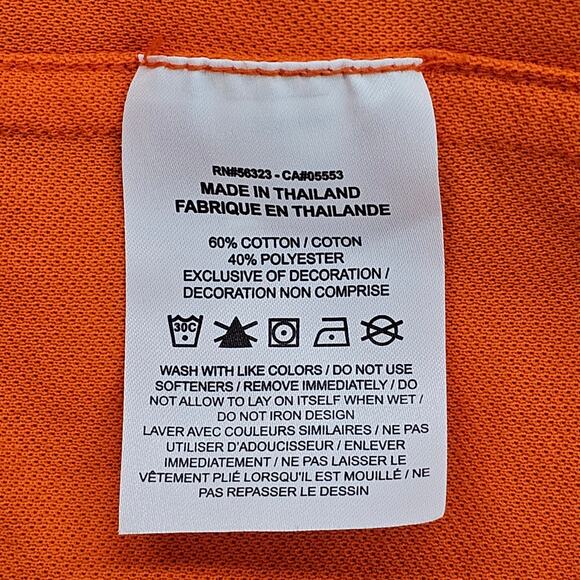 RN#56323 - CA#05553
MADE IN THAILAND
FABRIQUE EN THAILANDE
60% COTTON / COTON
40% POLYESTER
EXCLUSIVE OF DECORATION /
DECORATION NON COMPRISE
30C
WASH WITH LIKE COLORS / DO NOT USE
SOFTENERS / REMOVE IMMEDIATELY / DO
NOT ALLOW TO LAY ON ITSELF WHEN WET /
DO NOT IRON DESIGN
LAVER AVEC COULEURS SIMILAIRES / NE PAS
UTILISER D'ADOUCISSEUR / ENLEVER
IMMEDIATEMENT / NE PAS LAISSER LE
VÊTEMENT PLIÉ LORSQU'IL EST MOUILLÉ / NE
PAS REPASSER LE DESSIN